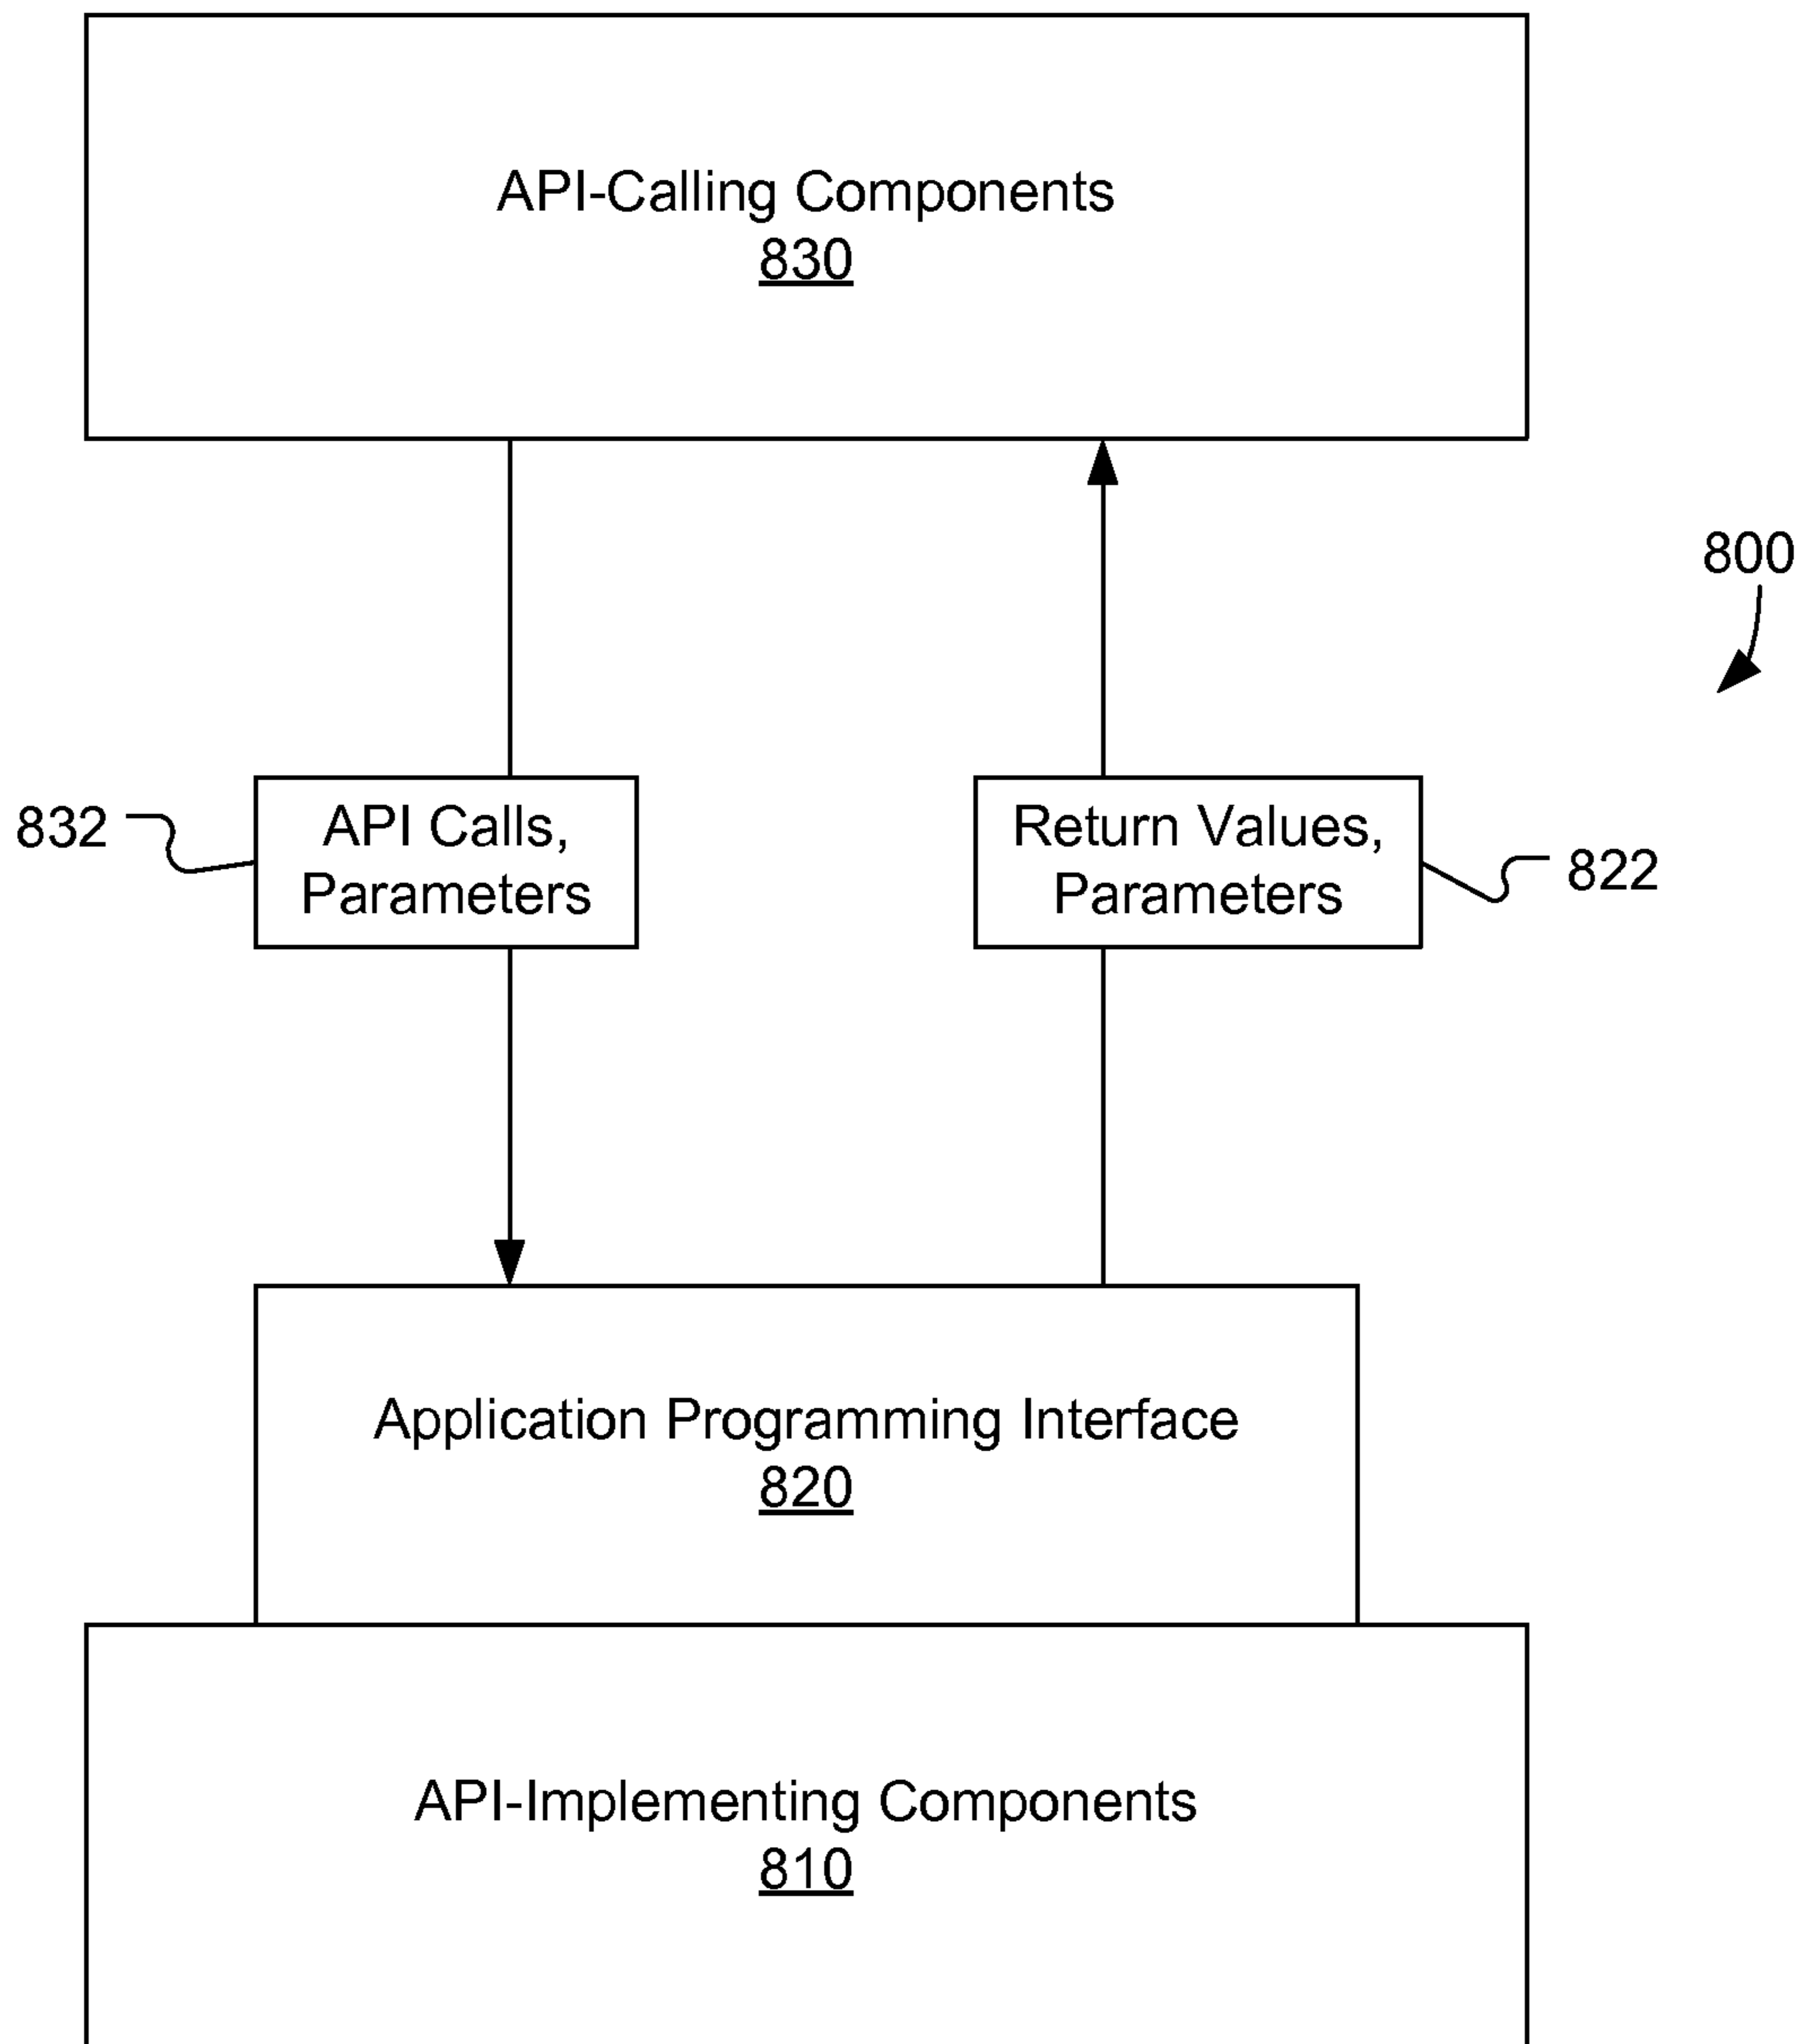 API-Calling Components
830
800
832
API Calls,
Parameters
Return Values,
Parameters
822
Application Programming Interface
820
API-Implementing Components
810